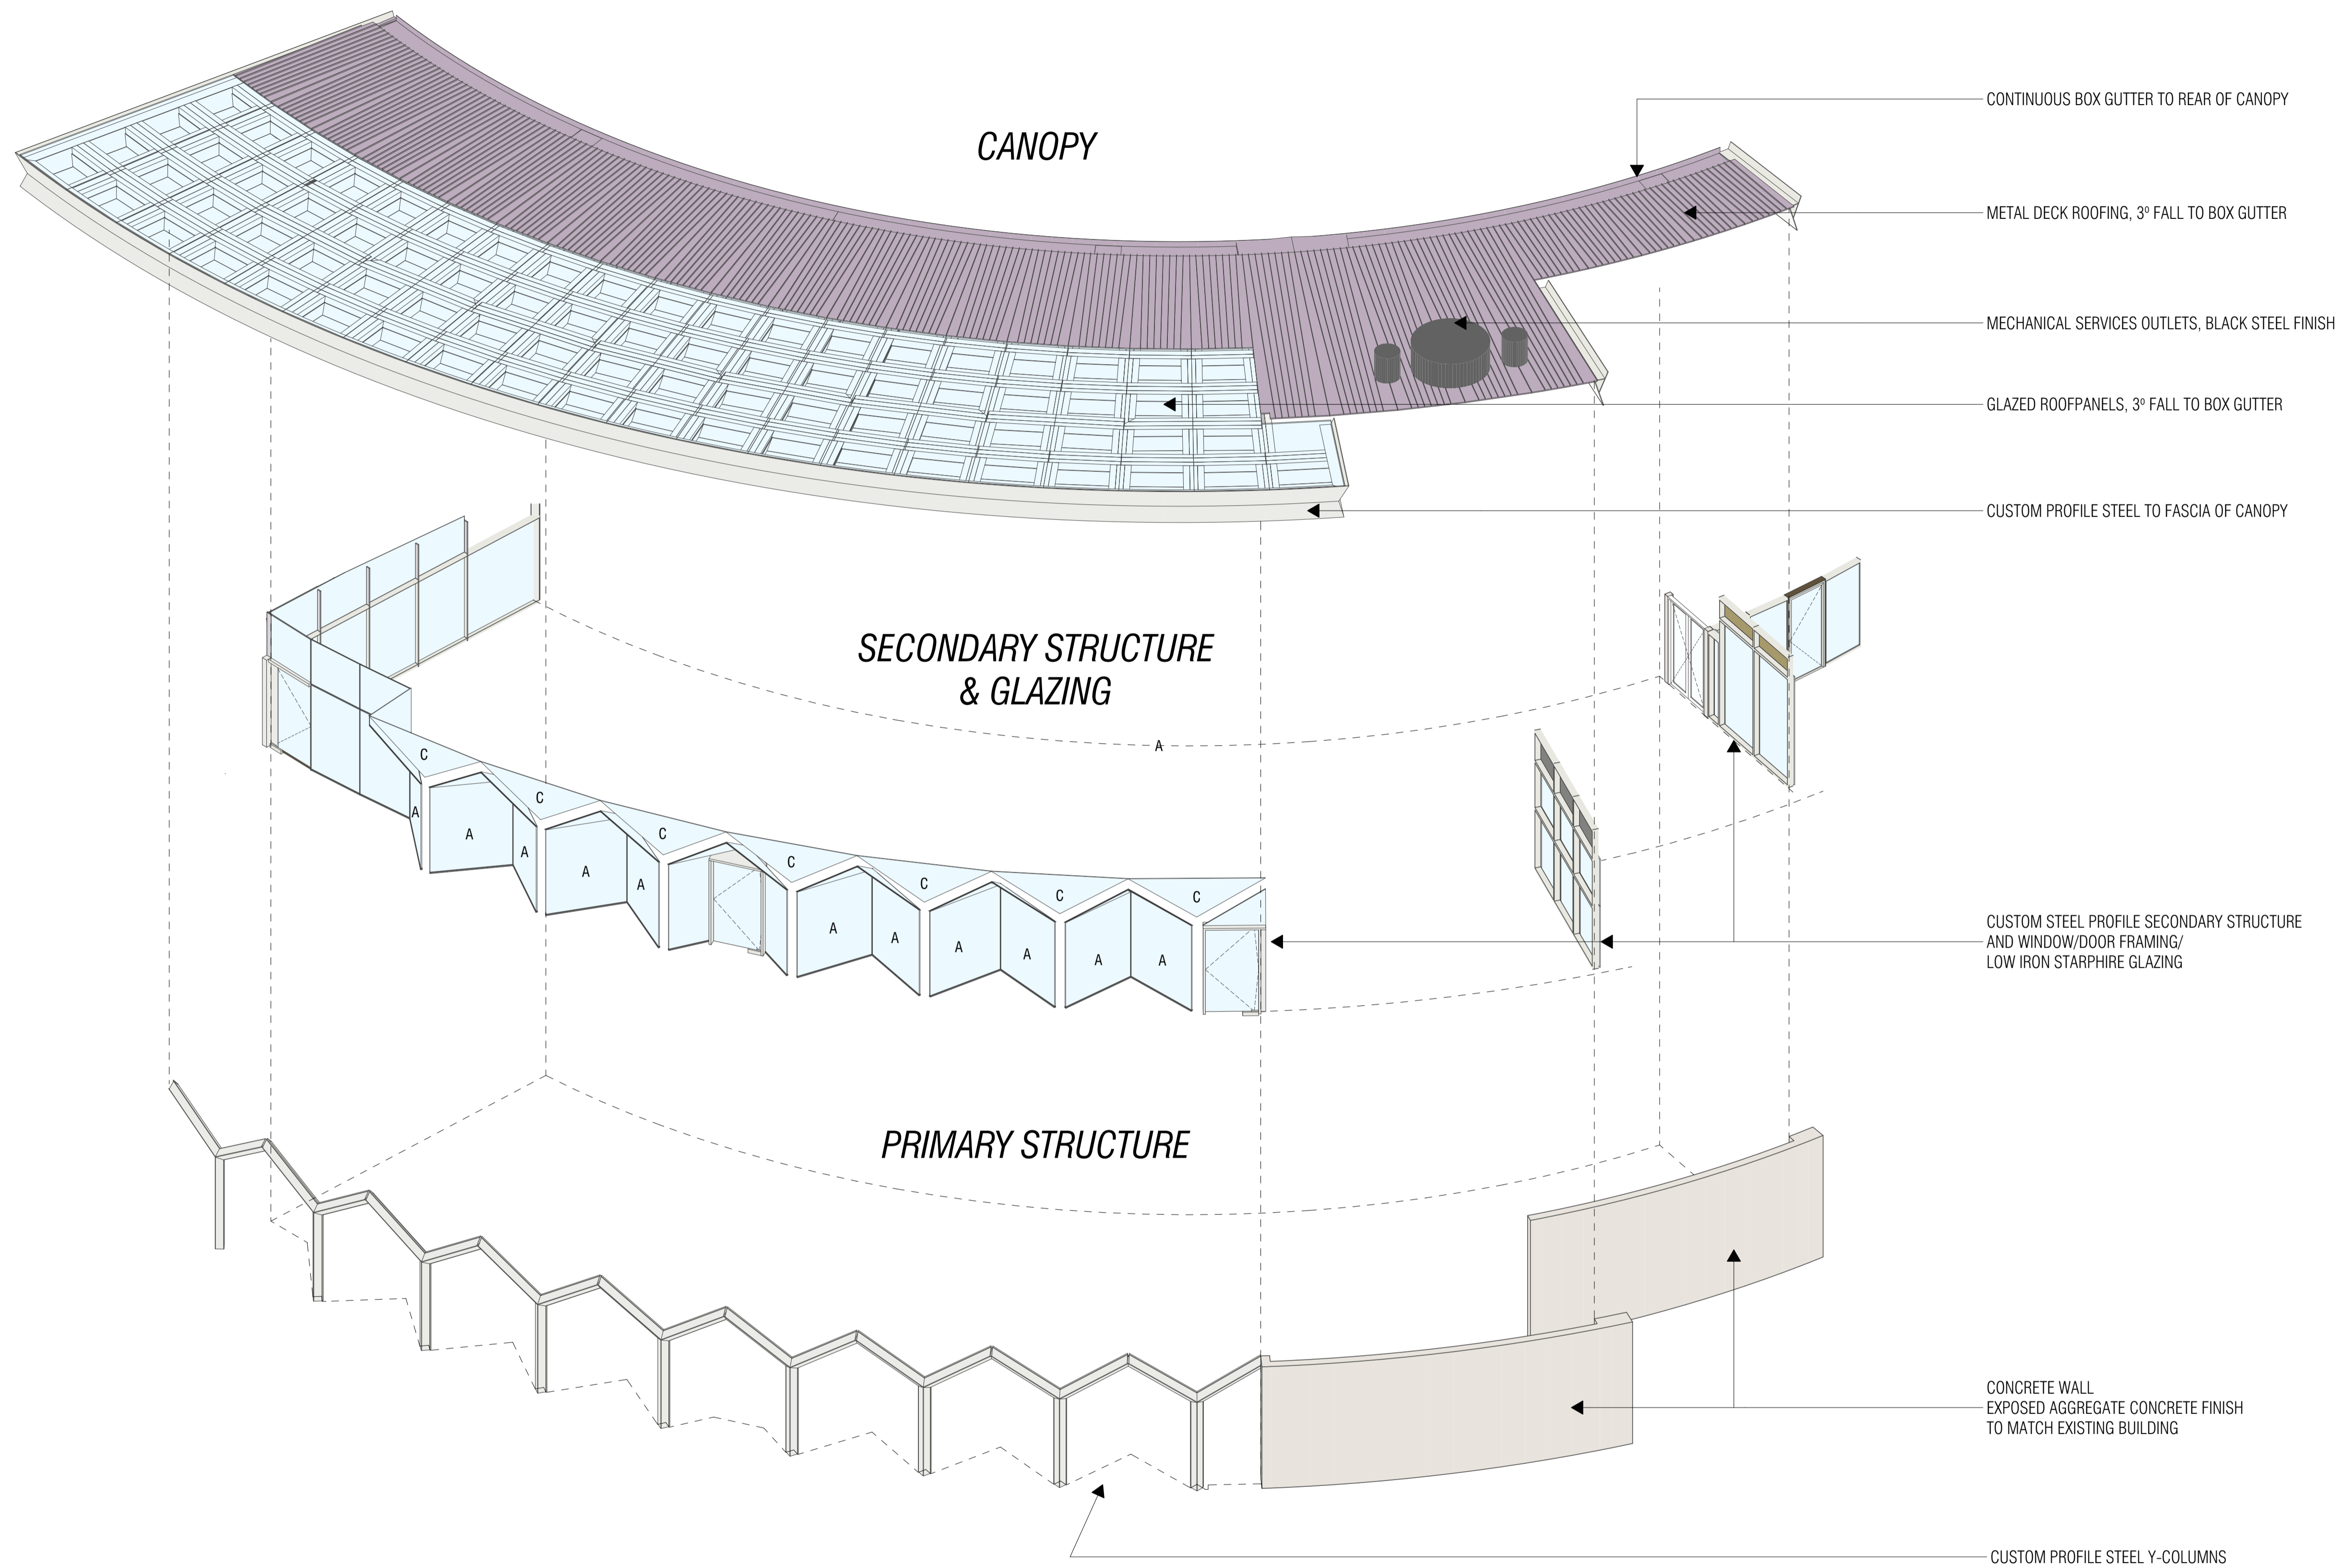 CONTINUOUS BOX GUTTER TO REAR OF CANOPY
CANOPY
METAL DECK ROOFING, 3º FALL TO BOX GUTTER
MECHANICAL SERVICES OUTLETS, BLACK STEEL FINISH
GLAZED ROOFPANELS, 3º FALL TO BOX GUTTER
CUSTOM PROFILE STEEL TO FASCIA OF CANOPY
SECONDARY STRUCTURE
& GLAZING
A
C
C
C
C
C
C
C
A
A
A
A
A
A
A
A
A
A
A
CUSTOM STEEL PROFILE SECONDARY STRUCTURE
AND WINDOW/DOOR FRAMING/
LOW IRON STARPHIRE GLAZING
PRIMARY STRUCTURE
CONCRETE WALL
EXPOSED AGGREGATE CONCRETE FINISH
TO MATCH EXISTING BUILDING
CUSTOM PROFILE STEEL Y-COLUMNS